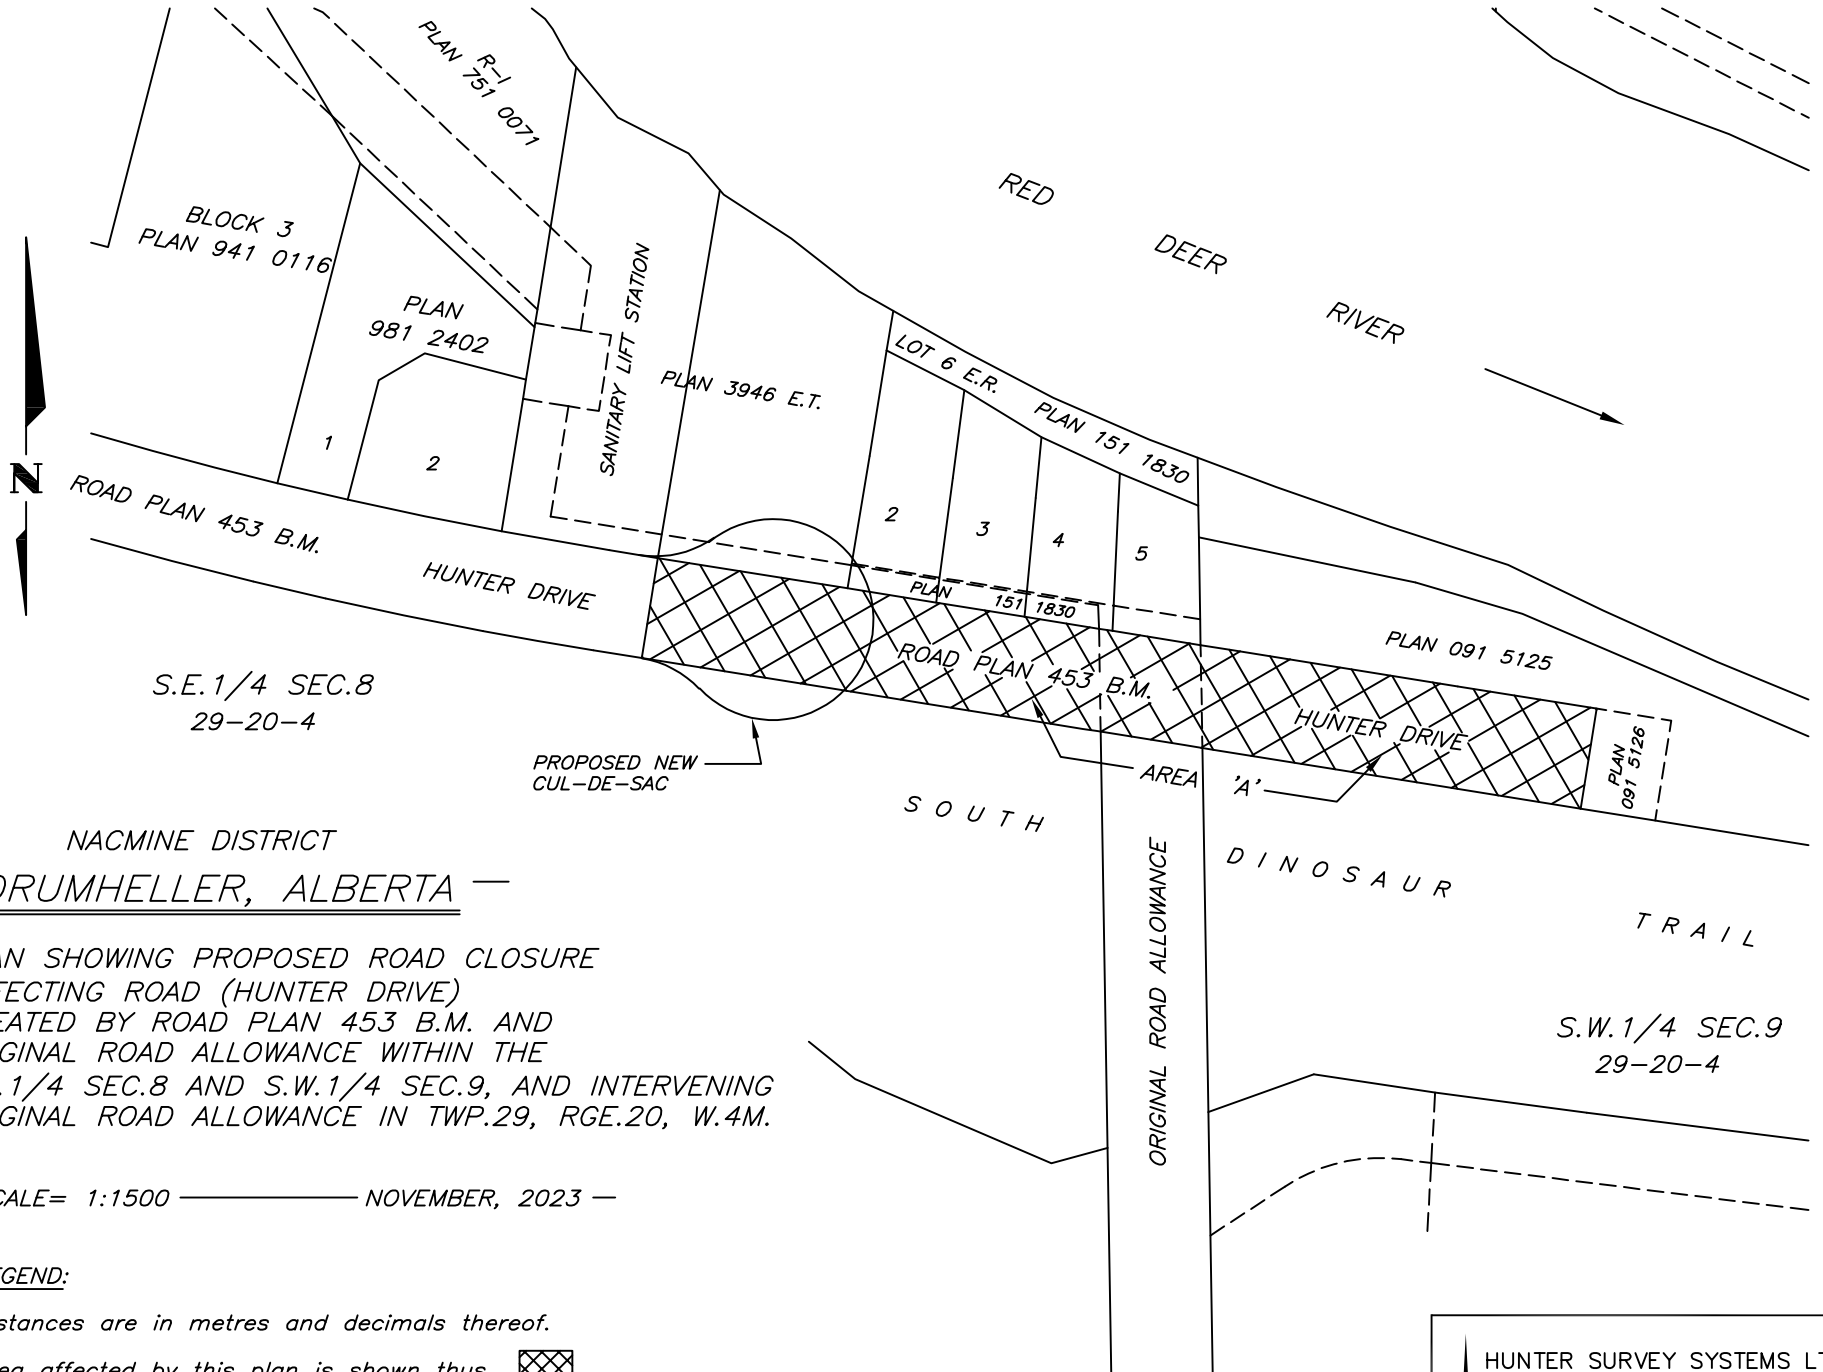 R-1
PLAN 751 0071
RED DEER RIVER
BLOCK 3
PLAN 941 0116
PLAN
981 2402
SANITARY LIFT STATION
PLAN 3946 E.T.
LOT 6 E.R. PLAN 151 1830
1
2
2
3
4
5
N
ROAD PLAN 453 B.M.
HUNTER DRIVE
PLAN 151 1830
ROAD PLAN 453 B.M.
HUNTER DRIVE
PLAN 091 5125
PLAN
091 5126
S.E.1/4 SEC.8
29-20-4
PROPOSED NEW
CUL-DE-SAC
AREA 'A'
SOUTH DINOSAUR TRAIL
ORIGINAL ROAD ALLOWANCE
S.W.1/4 SEC.9
29-20-4
NACMINE DISTRICT
DRUMHELLER, ALBERTA
SHOWING PROPOSED ROAD CLOSURE
ROAD (HUNTER DRIVE)
BY ROAD PLAN 453 B.M. AND
ROAD ALLOWANCE WITHIN THE
.1/4 SEC.8 AND S.W.1/4 SEC.9, AND INTERVENING
ROAD ALLOWANCE IN TWP.29, RGE.20, W.4M.
CALE= 1:1500 NOVEMBER, 2023
EGEND:
stances are in metres and decimals thereof.
affected by this plan is shown thus
HUNTER SURVEY SYSTEMS